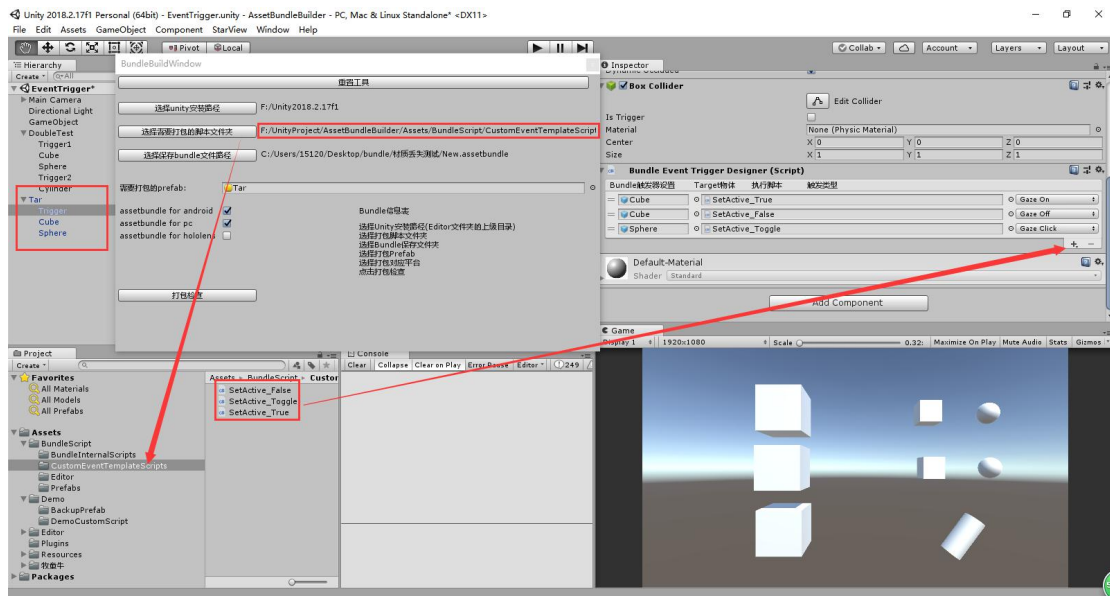 Unity 2018.2.17f1 Personal (64bit) - EventTrigger.unity - AssetBundleBuilder - PC, Mac & Linux Standalone* <DX11>
File Edit Assets GameObject Component StarView Window Help
Pivot Local Collab Account Layers Layout
Hierarchy
Create All
EventTrigger*
Main Camera
Directional Light
GameObject
DoubleTest
Trigger1
Cube
Sphere
Trigger2
Cylinder
Tar
Trigger
Cube
Sphere
BundleBuildWindow
重置工具
选择unity安装路径 F:/Unity2018.2.17f1
选择需要打包的脚本文件夹 F:/UnityProject/AssetBundleBuilder/Assets/BundleScript/CustomEventTemplateScript
选择保存bundle文件路径 C:/Users/15120/Desktop/bundle/材质丢失测试/New.assetbundle
需要打包的prefab: Tar
assetbundle for android
assetbundle for pc
assetbundle for hololens
Bundle信息表
选择Unity安装路径(Editor文件夹的上级目录)
选择打包脚本文件夹
选择Bundle保存文件夹
选择打包Prefab
选择打包对应平台
点击打包检查
打包检查
Inspector
Dynamic Occluded
Box Collider
Edit Collider
Is Trigger
Material None (Physic Material)
Center X 0 Y 0 Z 0
Size X 1 Y 1 Z 1
Bundle Event Trigger Designer (Script)
Bundle触发器设置 Target物体 执行脚本 触发类型
Cube SetActive_True Gaze On
Cube SetActive_False Gaze Off
Sphere SetActive_Toggle Gaze Click
Default-Material
Shader Standard
Add Component
Game
Display 1 1920x1080 Scale 0.32 Maximize On Play Mute Audio Stats Gizmos
Project
Create
Favorites
All Materials
All Models
All Prefabs
Assets
BundleScript
BundleInternalScripts
CustomEventTemplateScripts
Editor
Prefabs
Demo
BackupPrefab
DemoCustomScript
Editor
Plugins
Resources
牧童牛
Packages
Assets BundleScript Custor
SetActive_False
SetActive_Toggle
SetActive_True
Console
Clear Collapse Clear on Play Error Pause Editor 249